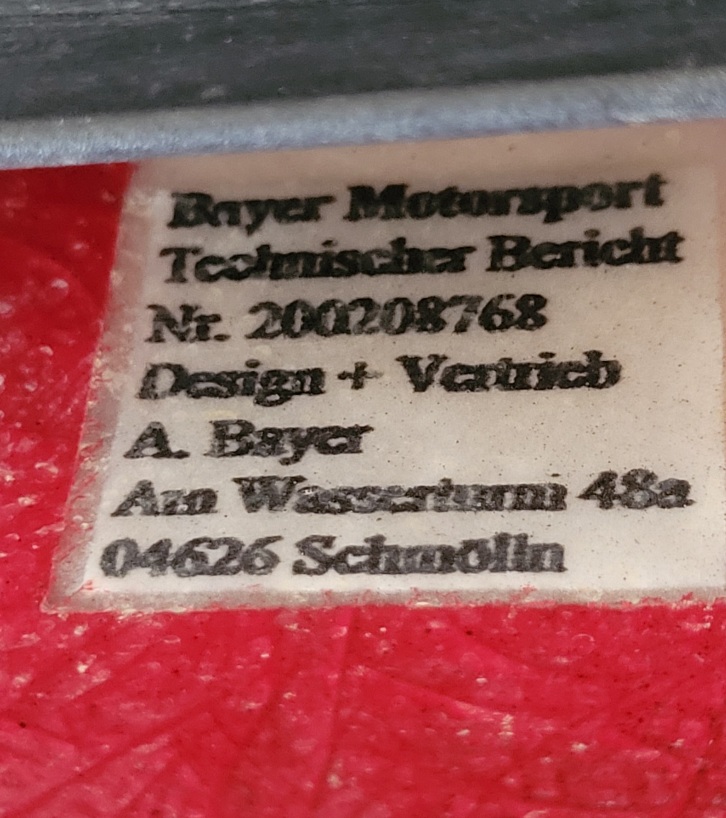 Bayer Motorsport
Technischer Bericht
Nr. 200208768
Design + Vertrieb
A. Bayer
Am Wasserturm 48a
04626 Schmölln